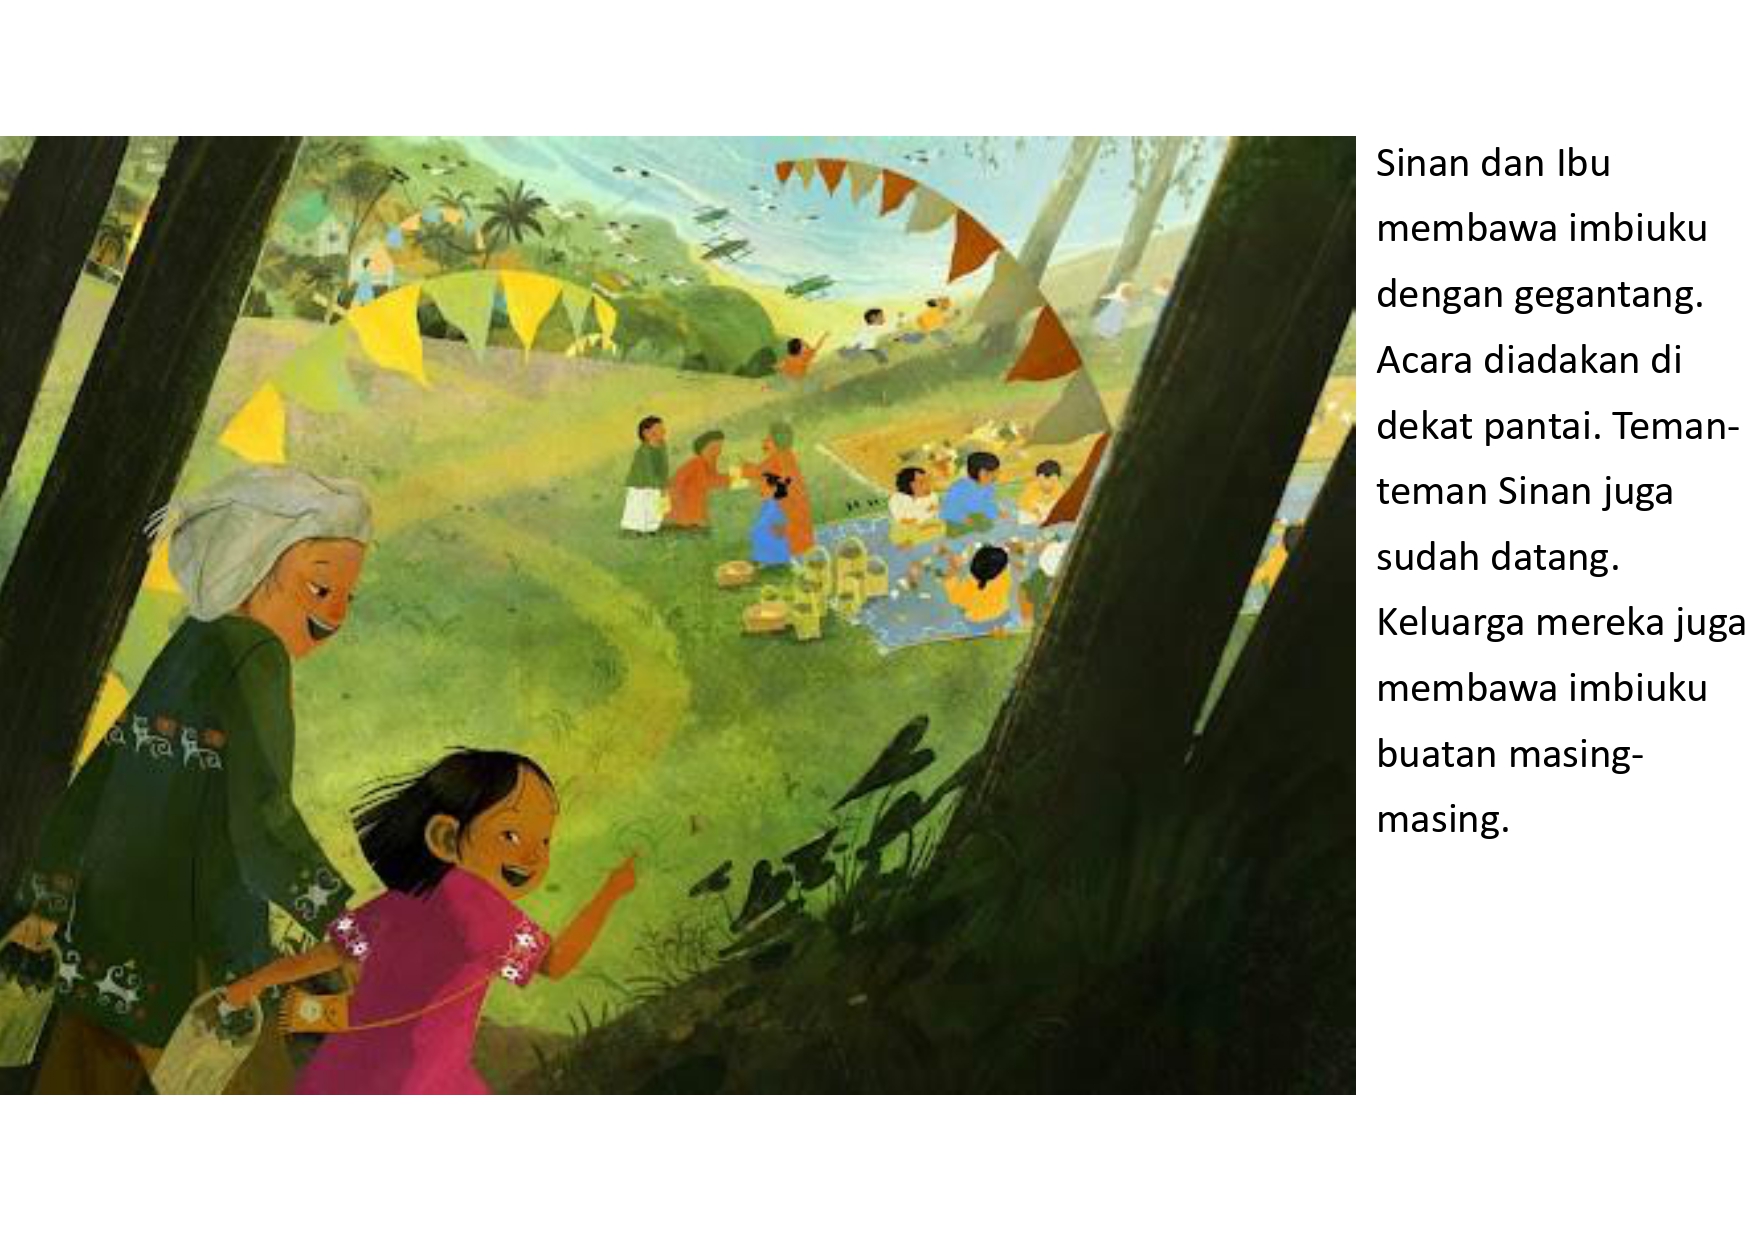 Sinan dan Ibu
membawa imbiuku
dengan gegantang.
Acara diadakan di
dekat pantai. Teman-
teman Sinan juga
sudah datang.
Keluarga mereka juga
membawa imbiuku
buatan masing-
masing.